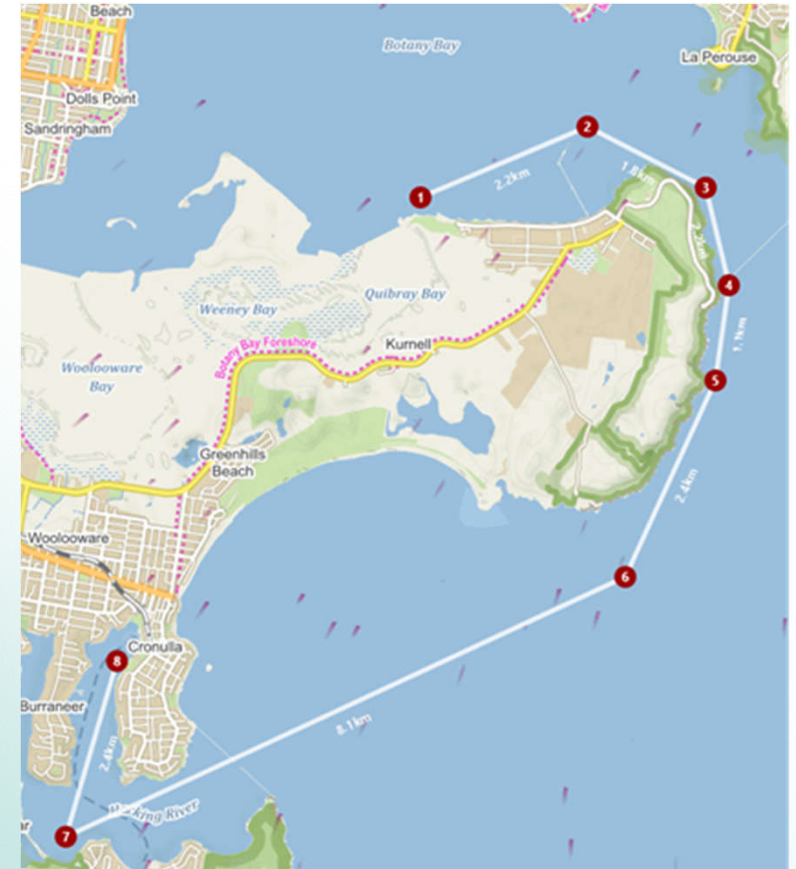 Beach
Botany Bay
La Perouse
Dolls Point
Sandringham
2
1.8km
3
1
2.2km
4
Quibray Bay
Weeney Bay
1.1km
Kurnell
Botany Bay Foreshore
Woolooware
Bay
5
Greenhills
Beach
2.4km
Woolooware
6
Cronulla
8
Burraneer
8.1km
2.4km
7